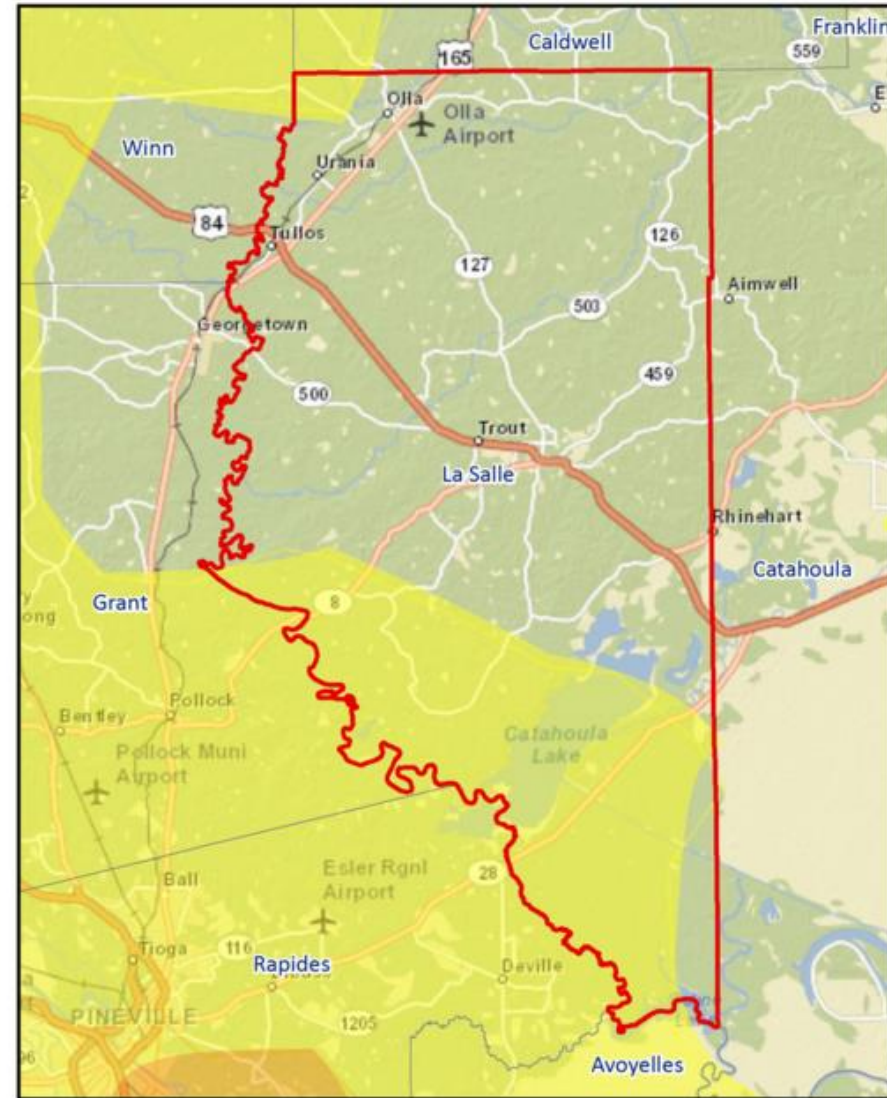 Franklin
Caldwell
165
559
Olla
Olla
Airport
E
Winn
Urania
84
Tullos
126
127
Aimwell
503
Georgetown
459
500
Trout
La Salle
Rhinehart
Catahoula
Grant
8
ong
Pollock
Bentley
Catahoula
Lake
Pollock Muni
Airport
Esler Rgnl
Airport
28
Ball
116
Tioga
Rapides
Deville
PINEVILLE
1205
96
Avoyelles